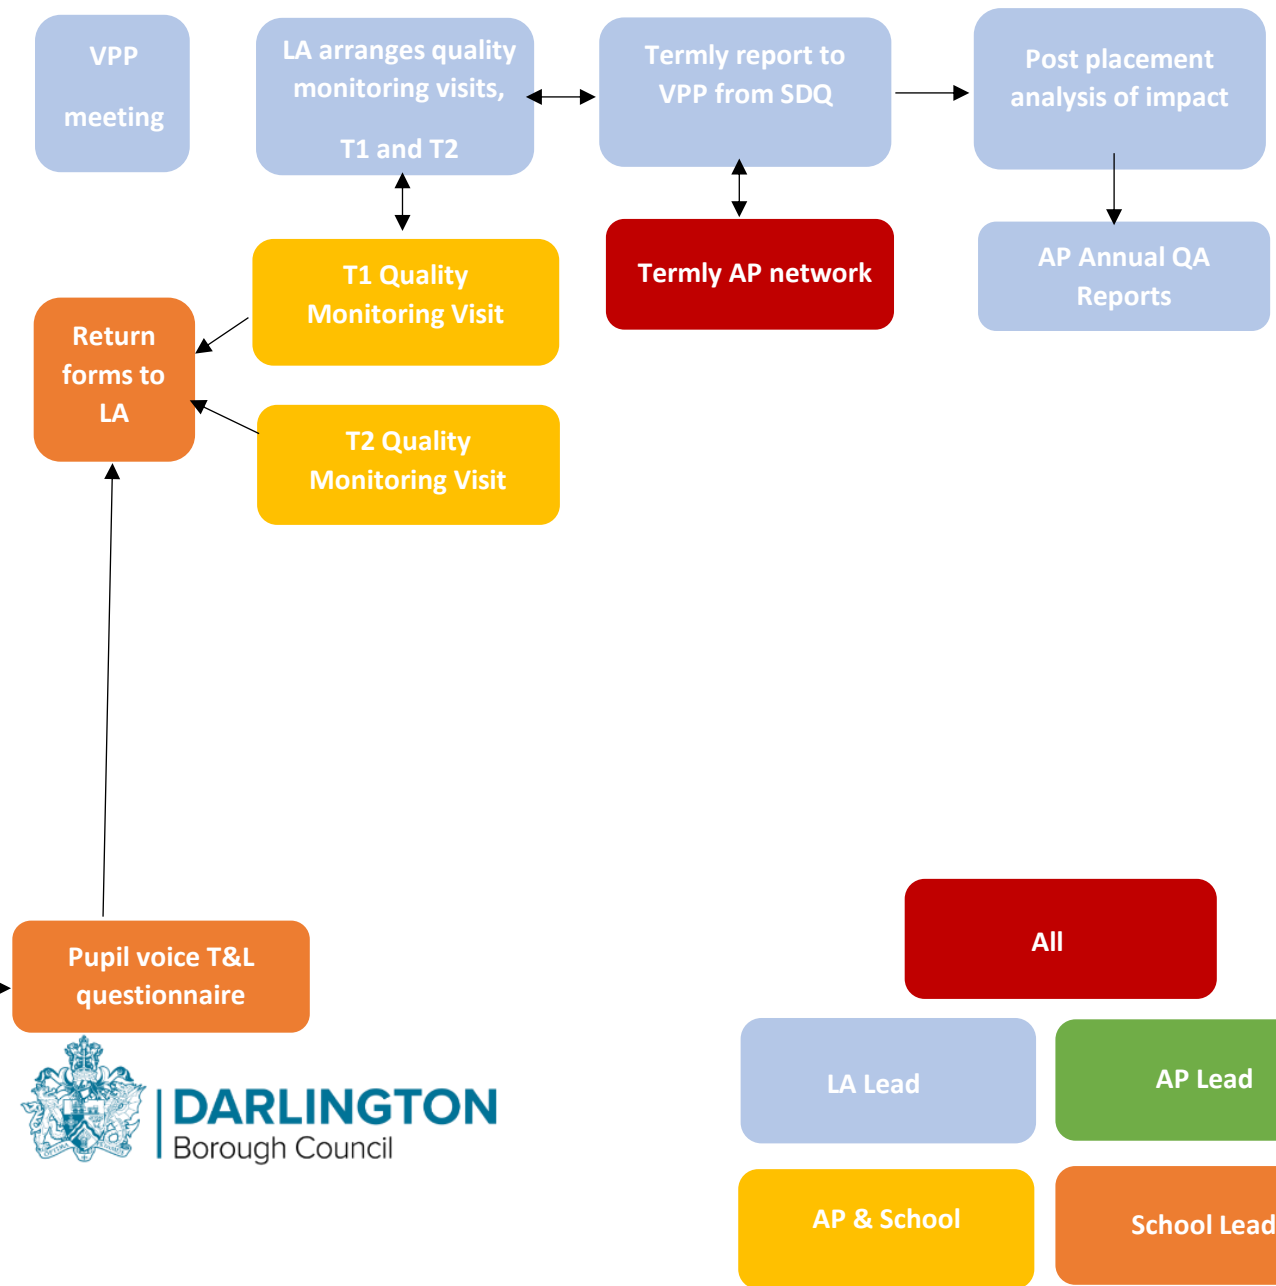 VPP
meeting
LA arranges quality
monitoring visits,
T1 and T2
Termly report to
VPP from SDQ
Post placement
analysis of impact
T1 Quality
Monitoring Visit
Termly AP network
AP Annual QA
Reports
Return
forms to
LA
T2 Quality
Monitoring Visit
Pupil voice T&L
questionnaire
All
LA Lead
AP Lead
AP & School
School Lead
DARLINGTON
Borough Council